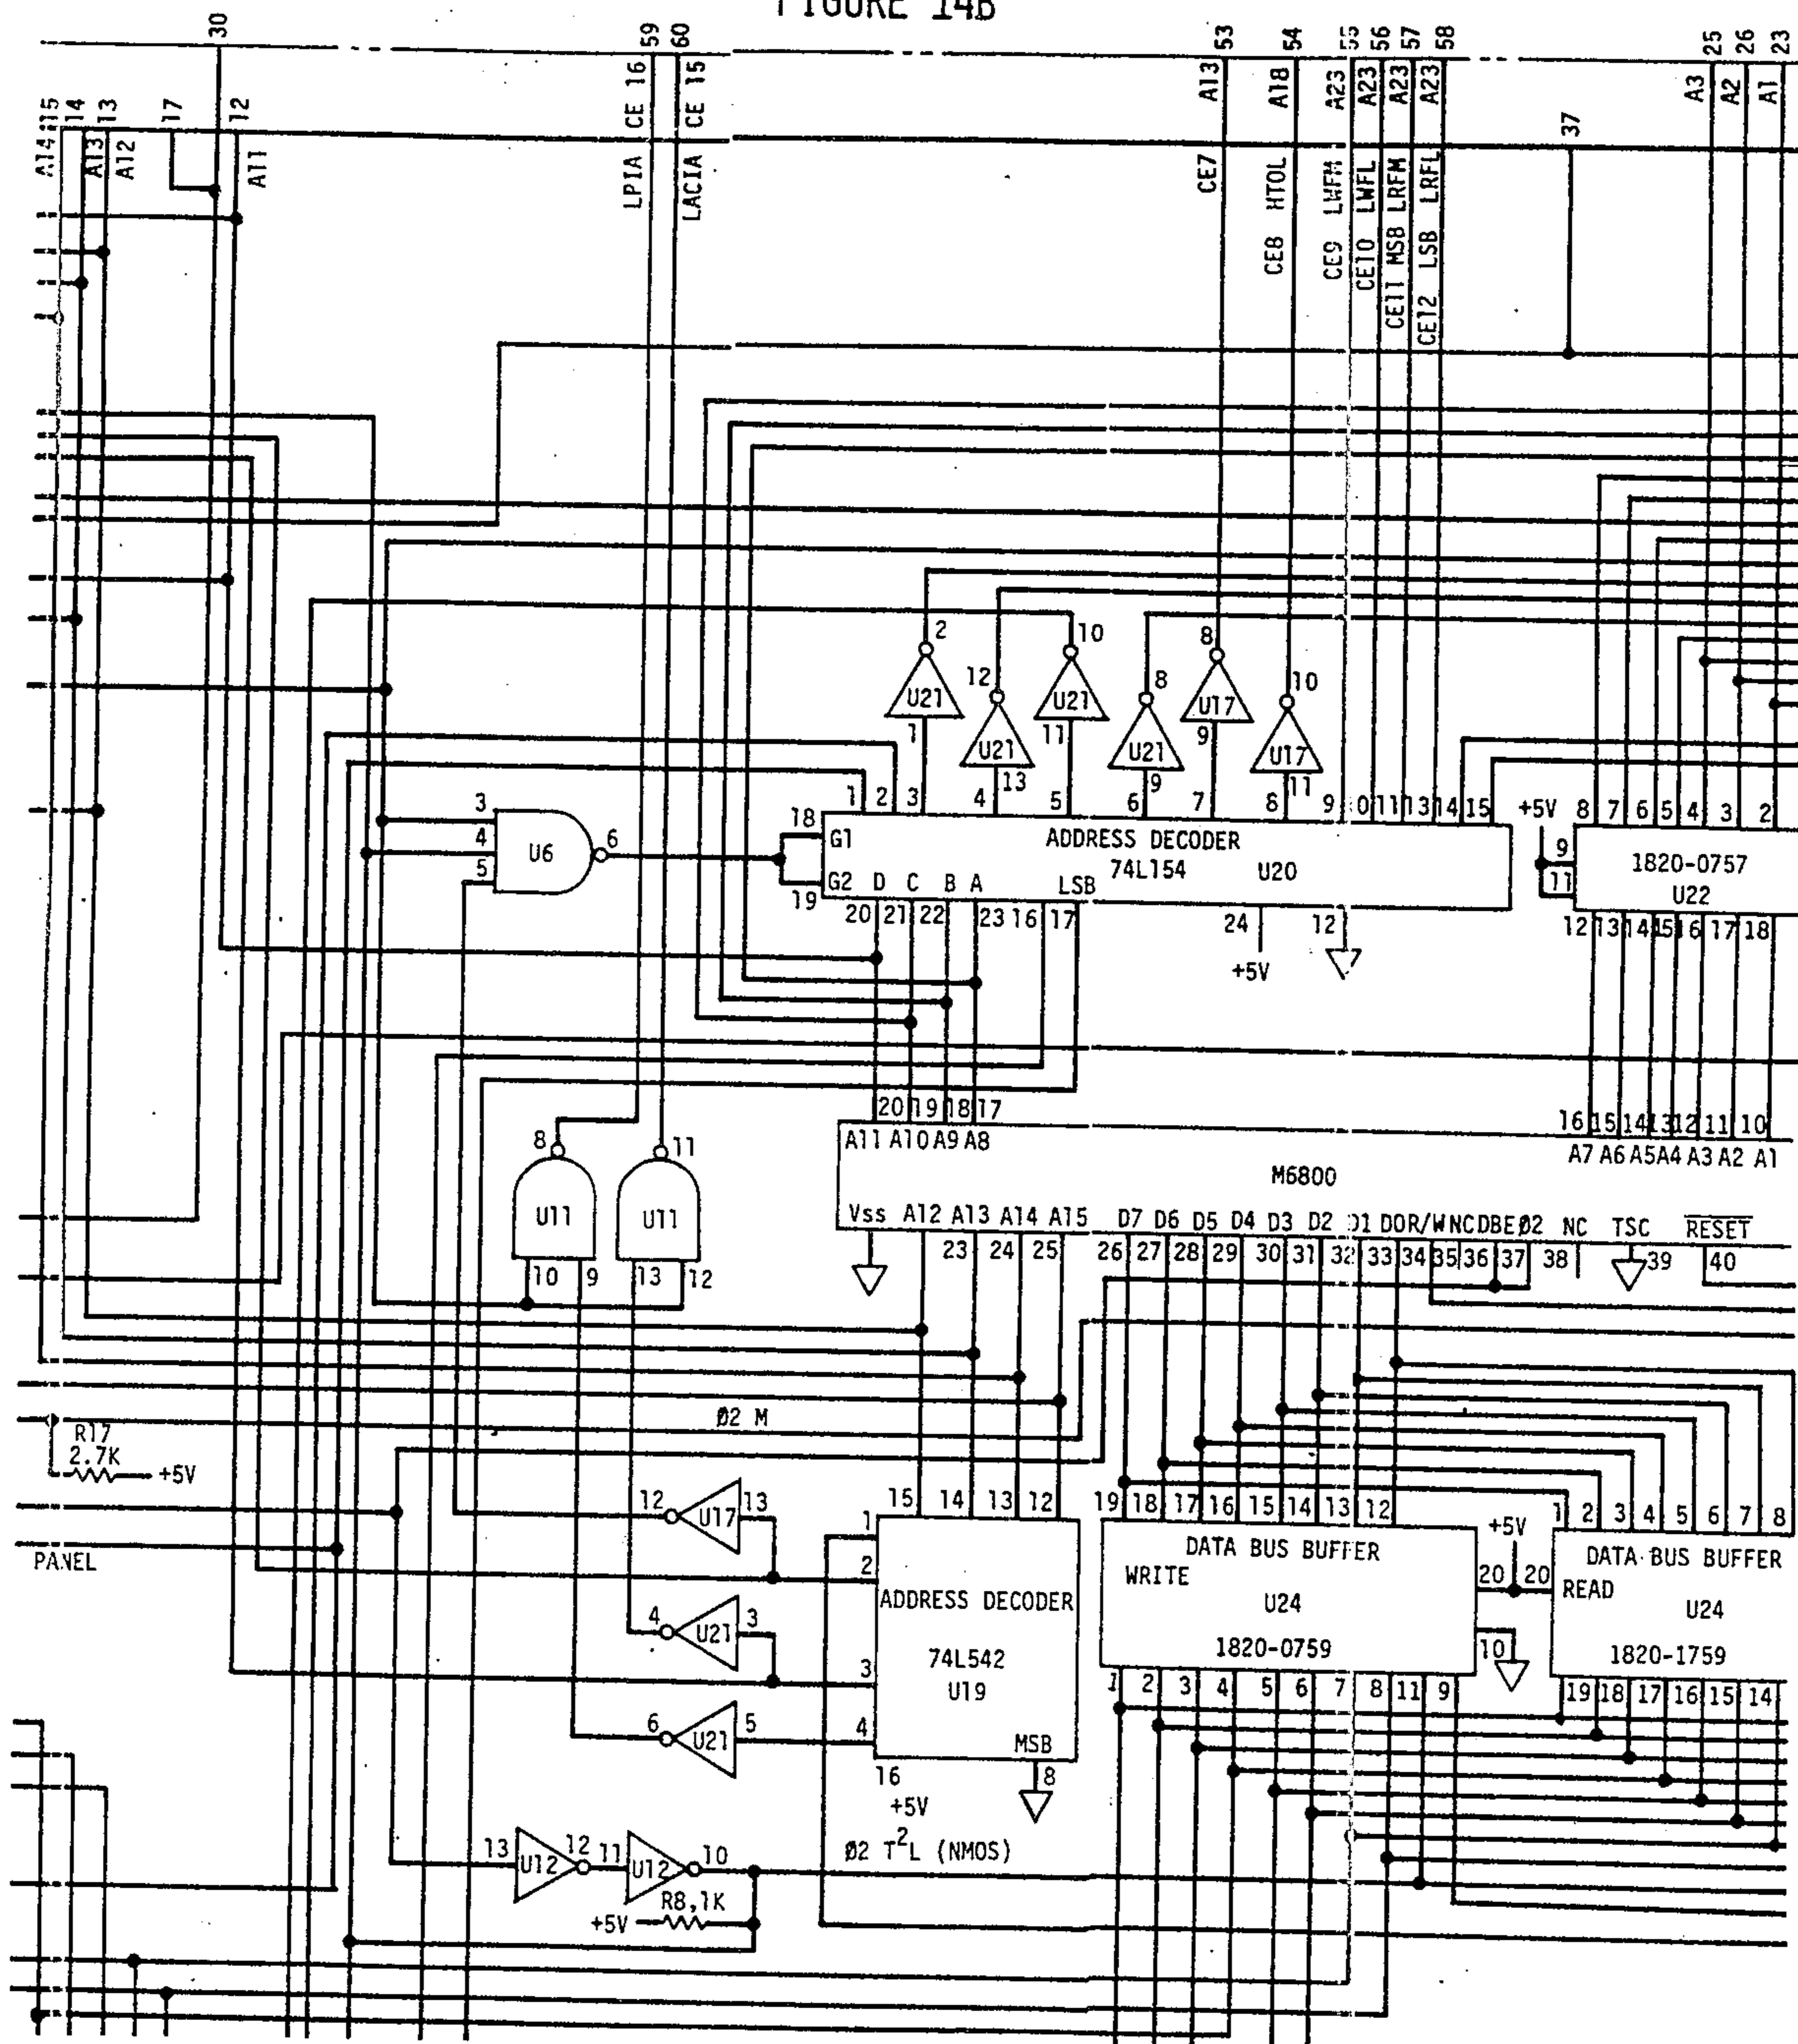 FIGURE 14B
30
59
60
53
54
55
56
57
58
25
26
23
CE 16
CE 15
A13
A18
A23
A23
A23
A23
A3
A2
A1
15
14
13
17
12
37
A14
A13
A12
A11
LPIA
LACIA
CE7
CE8 HTOL
CE9 LWFM
CE10 LWFL
CE11 MSB LRFM
CE12 LSB LRFL
2
12
10
8
8
10
U21
U21
U21
U21
U17
U17
1
13
11
9
9
11
1 2 3 4 5 6 7 8 9 0 11 13 14 15
+5V
8 7 6 5 4 3 2
3
4
5
U6
6
18
G1
ADDRESS DECODER
74L154
U20
G2 D C B A LSB
19
20 21 22 23 16 17
24
+5V
12
9
11
1820-0757
U22
12 13 14 15 16 17 18
20 19 18 17
16 15 14 13 12 11 10
A11 A10 A9 A8
A7 A6 A5 A4 A3 A2 A1
M6800
Vss A12 A13 A14 A15 D7 D6 D5 D4 D3 D2 D1 D0 R/W NC DBE Ø2 NC TSC RESET
23 24 25 26 27 28 29 30 31 32 33 34 35 36 37 38 39 40
8
11
U11
U11
10 9 13 12
Ø2 M
R17
2.7K
+5V
PANEL
12
U17
13
4
U21
3
6
U21
5
15 14 13 12
1
2
ADDRESS DECODER
74L542
U19
3
4
MSB
16
+5V
8
19 18 17 16 15 14 13 12
DATA BUS BUFFER
WRITE
U24
1820-0759
+5V
20
20
10
1 2 3 4 5 6 7 8 11 9
1 2 3 4 5 6 7 8
DATA BUS BUFFER
READ
U24
1820-1759
19 18 17 16 15 14
13
U12
12
11
U12
10
Ø2 T²L (NMOS)
R8,1K
+5V